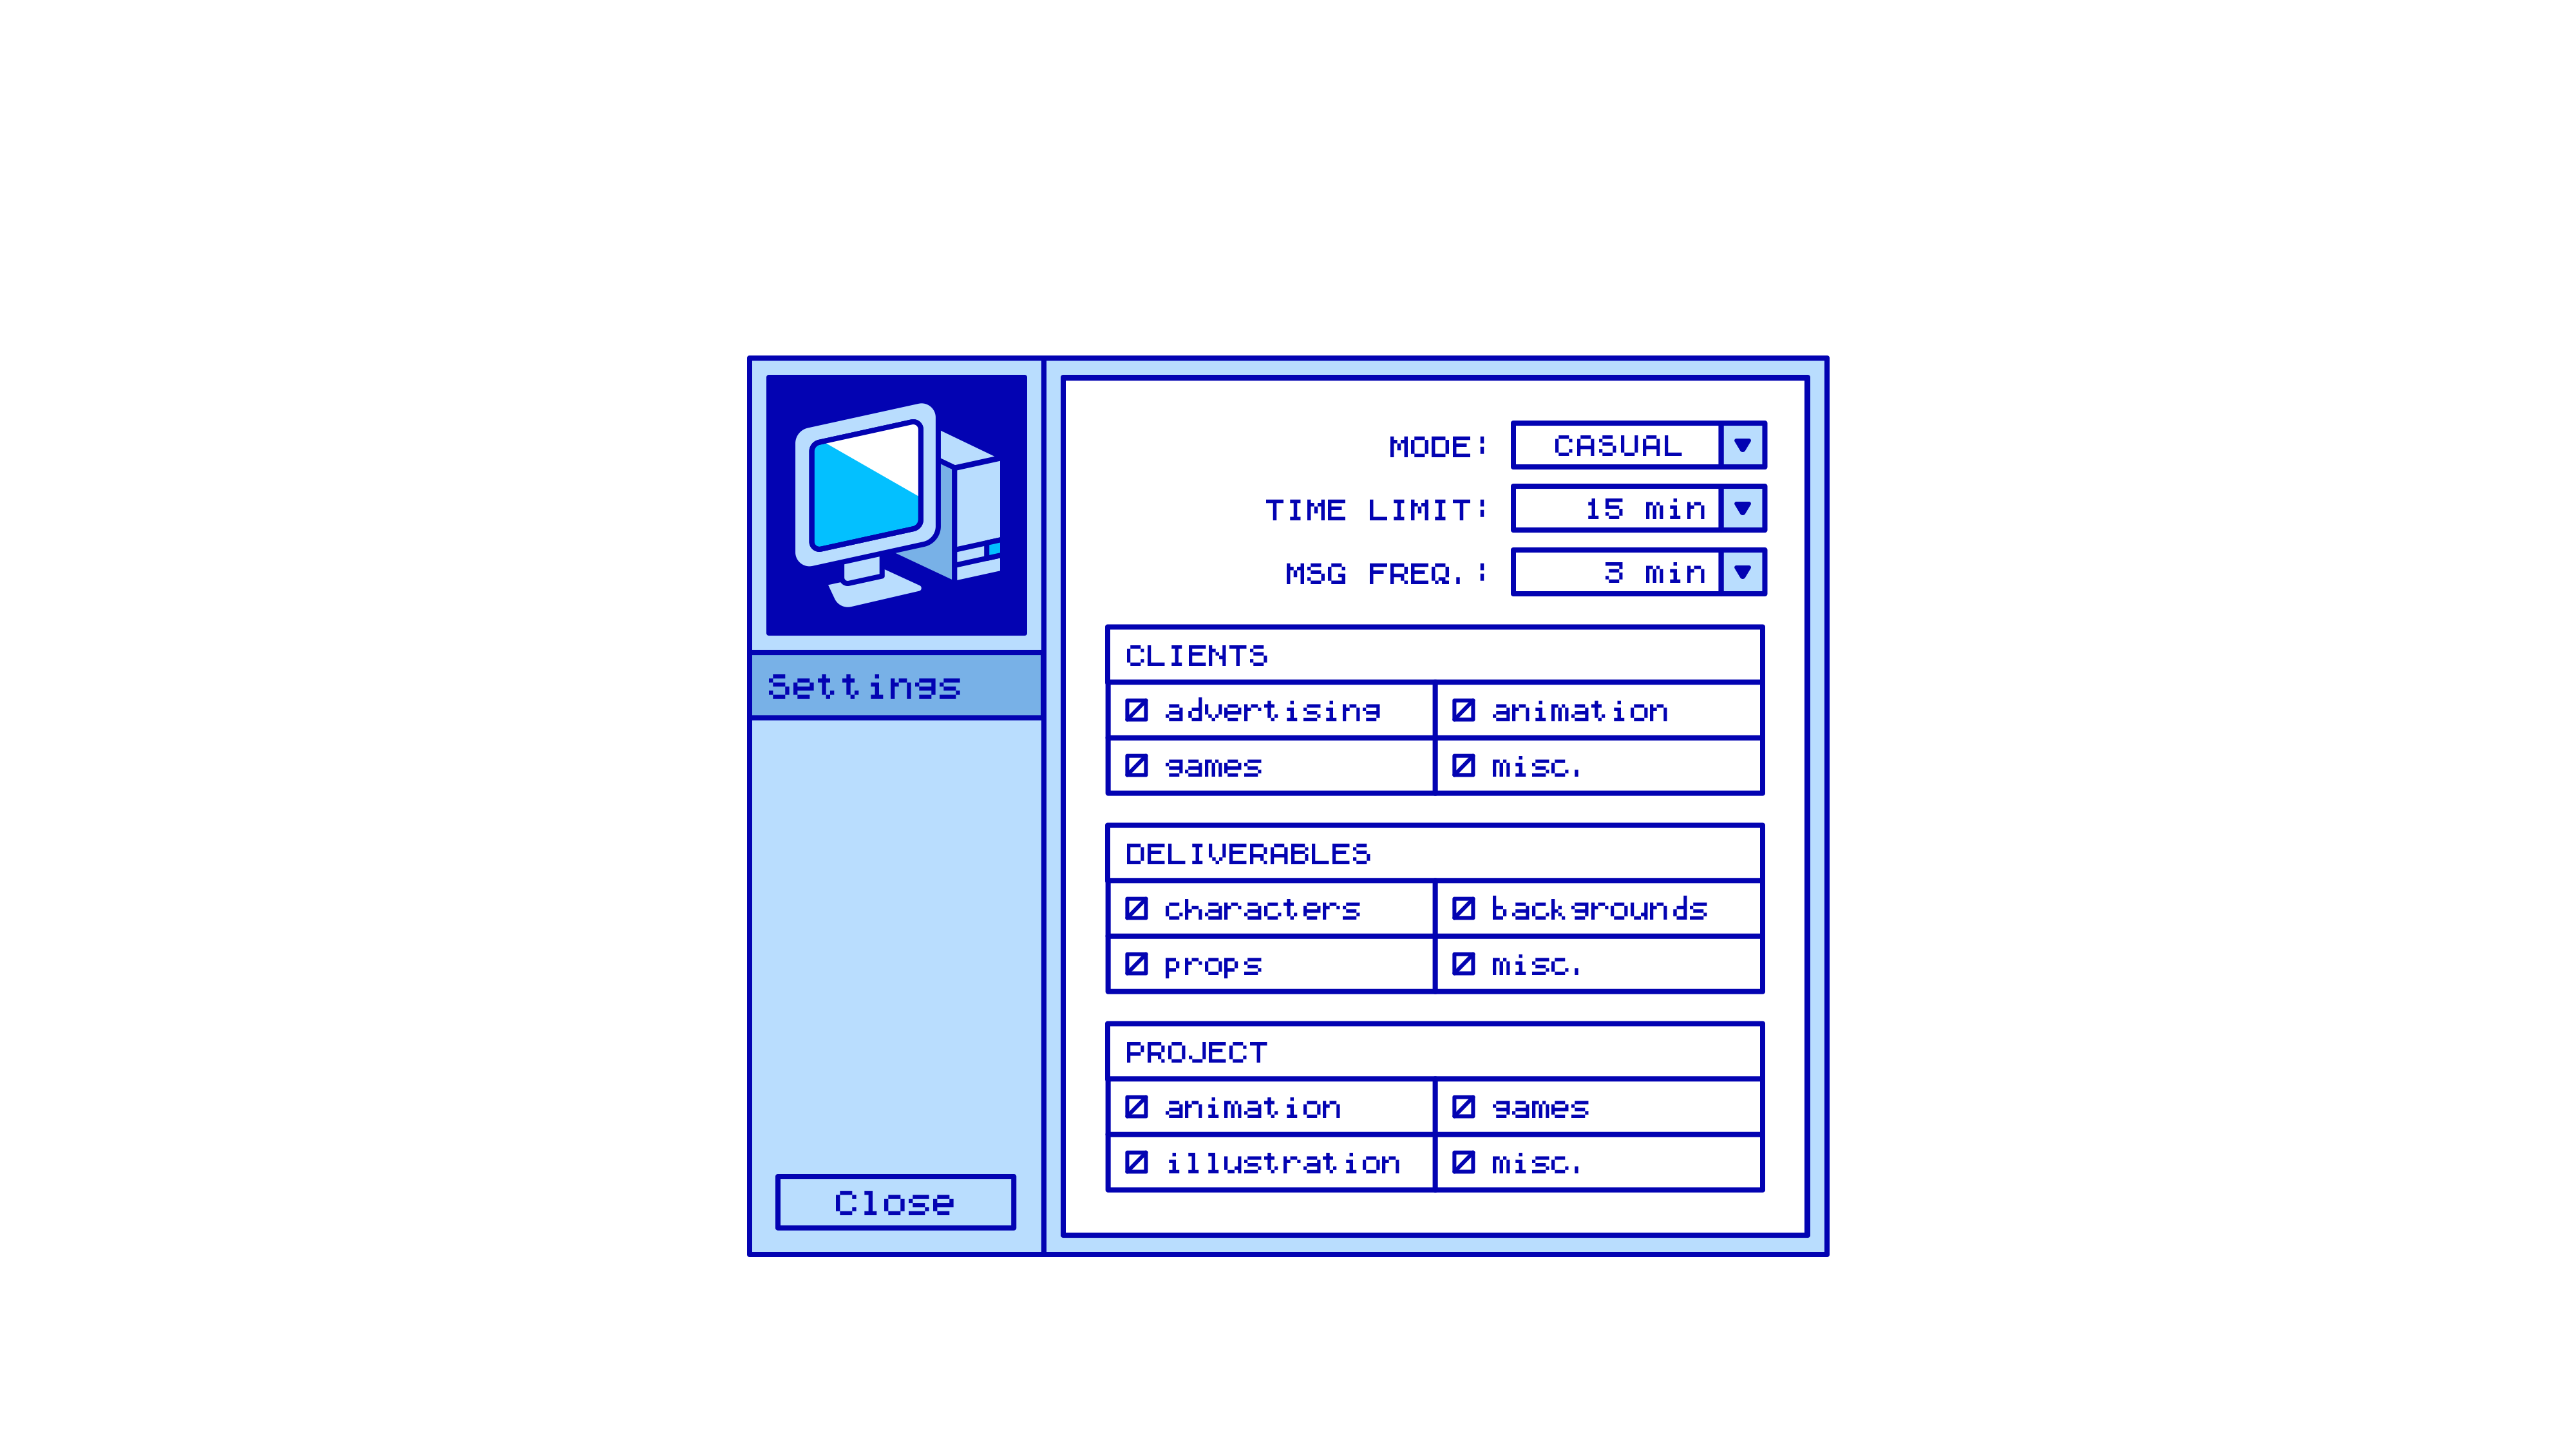 MODE: CASUAL
TIME LIMIT: 15 min
MSG FREQ.: 3 min
Settings
CLIENTS
advertising animation
games misc.
DELIVERABLES
characters backgrounds
props misc.
PROJECT
animation games
illustration misc.
Close